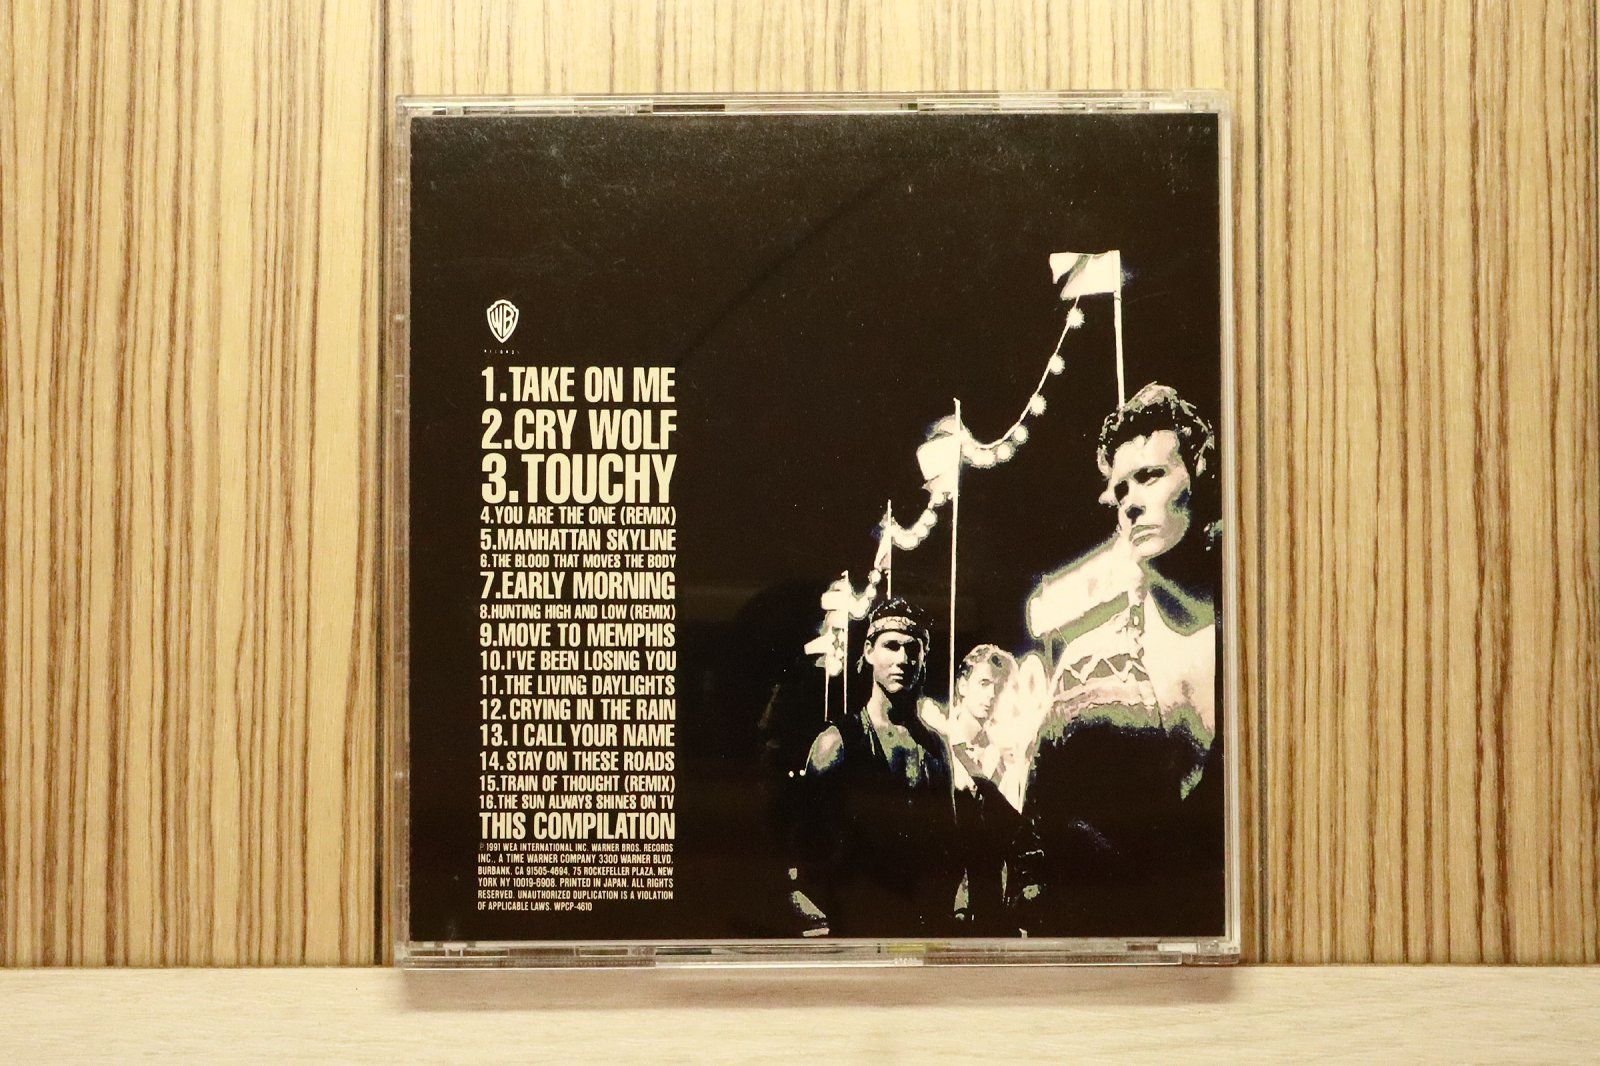 WB
RECORDS
1.TAKE ON ME
2.CRY WOLF
3.TOUCHY
4.YOU ARE THE ONE (REMIX)
5.MANHATTAN SKYLINE
6.THE BLOOD THAT MOVES THE BODY
7.EARLY MORNING
8.HUNTING HIGH AND LOW (REMIX)
9.MOVE TO MEMPHIS
10.I'VE BEEN LOSING YOU
11.THE LIVING DAYLIGHTS
12.CRYING IN THE RAIN
13.I CALL YOUR NAME
14.STAY ON THESE ROADS
15.TRAIN OF THOUGHT (REMIX)
16.THE SUN ALWAYS SHINES ON TV
THIS COMPILATION
℗ 1991 WEA INTERNATIONAL INC. WARNER BROS. RECORDS
INC., A TIME WARNER COMPANY 3300 WARNER BLVD.
BURBANK, CA 91505-4694. 75 ROCKEFELLER PLAZA, NEW
YORK NY 10019-6908. PRINTED IN JAPAN. ALL RIGHTS
RESERVED. UNAUTHORIZED DUPLICATION IS A VIOLATION
OF APPLICABLE LAWS. WPCP-4610